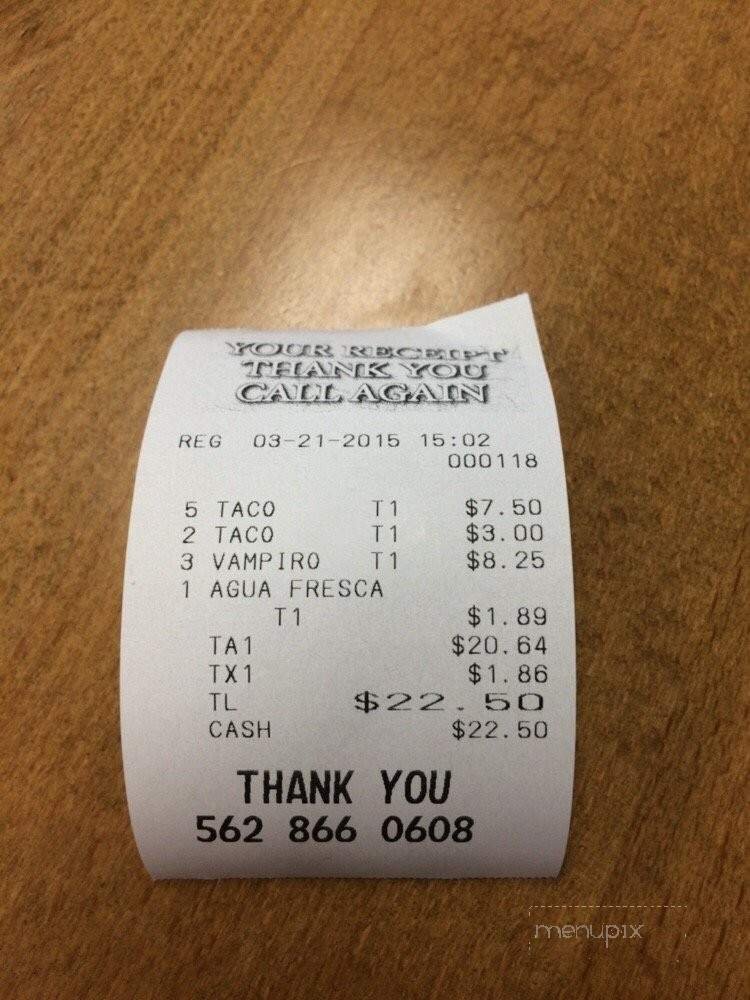 YOUR RECEIPT
THANK YOU
CALL AGAIN
REG 03-21-2015 15:02
000118
5 TACO T1 $7.50
2 TACO T1 $3.00
3 VAMPIRO T1 $8.25
1 AGUA FRESCA
T1 $1.89
TA1 $20.64
TX1 $1.86
TL $22.50
CASH $22.50
THANK YOU
562 866 0608
menupix